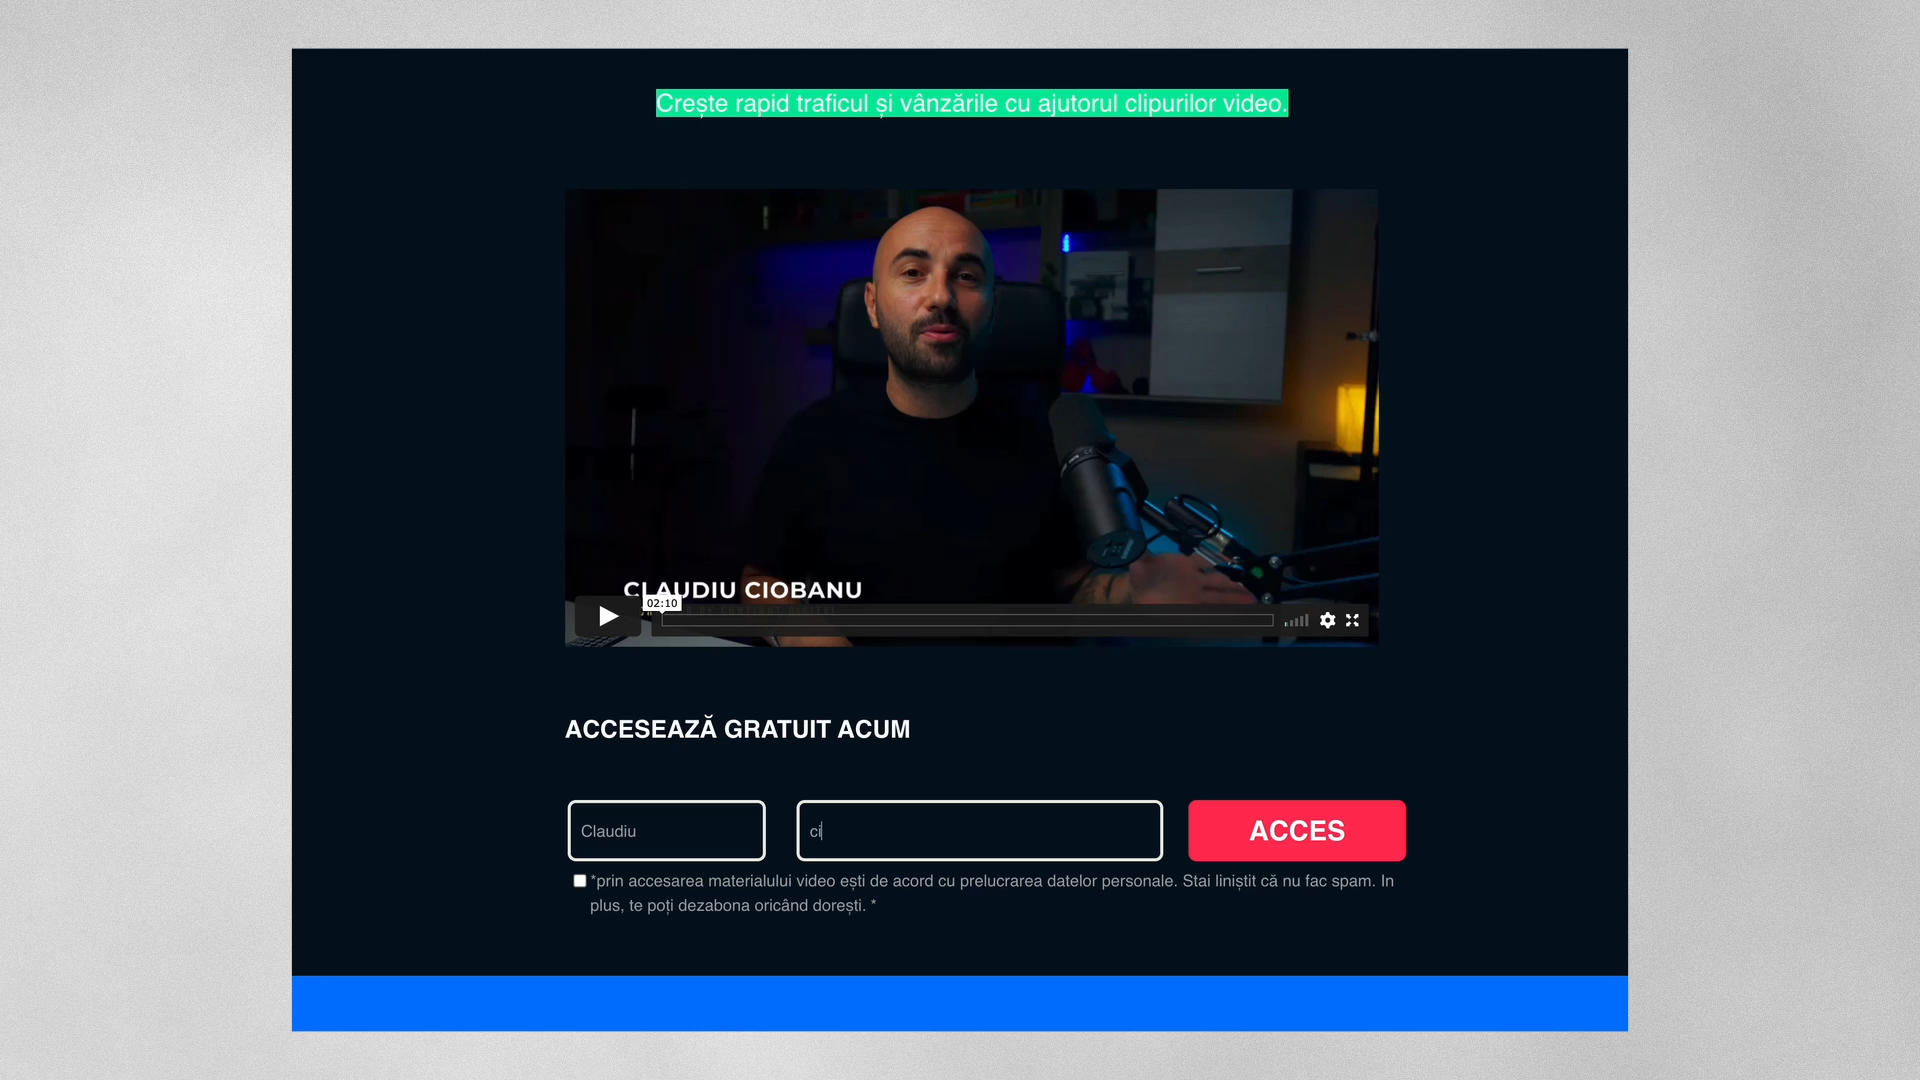 Crește rapid traficul și vânzările cu ajutorul clipurilor video.
CLAUDIU CIOBANU
02:10
ACCESEAZĂ GRATUIT ACUM
Claudiu
ci
ACCES
*prin accesarea materialului video ești de acord cu prelucrarea datelor personale. Stai liniștit că nu fac spam. In
plus, te poți dezabona oricând dorești. *